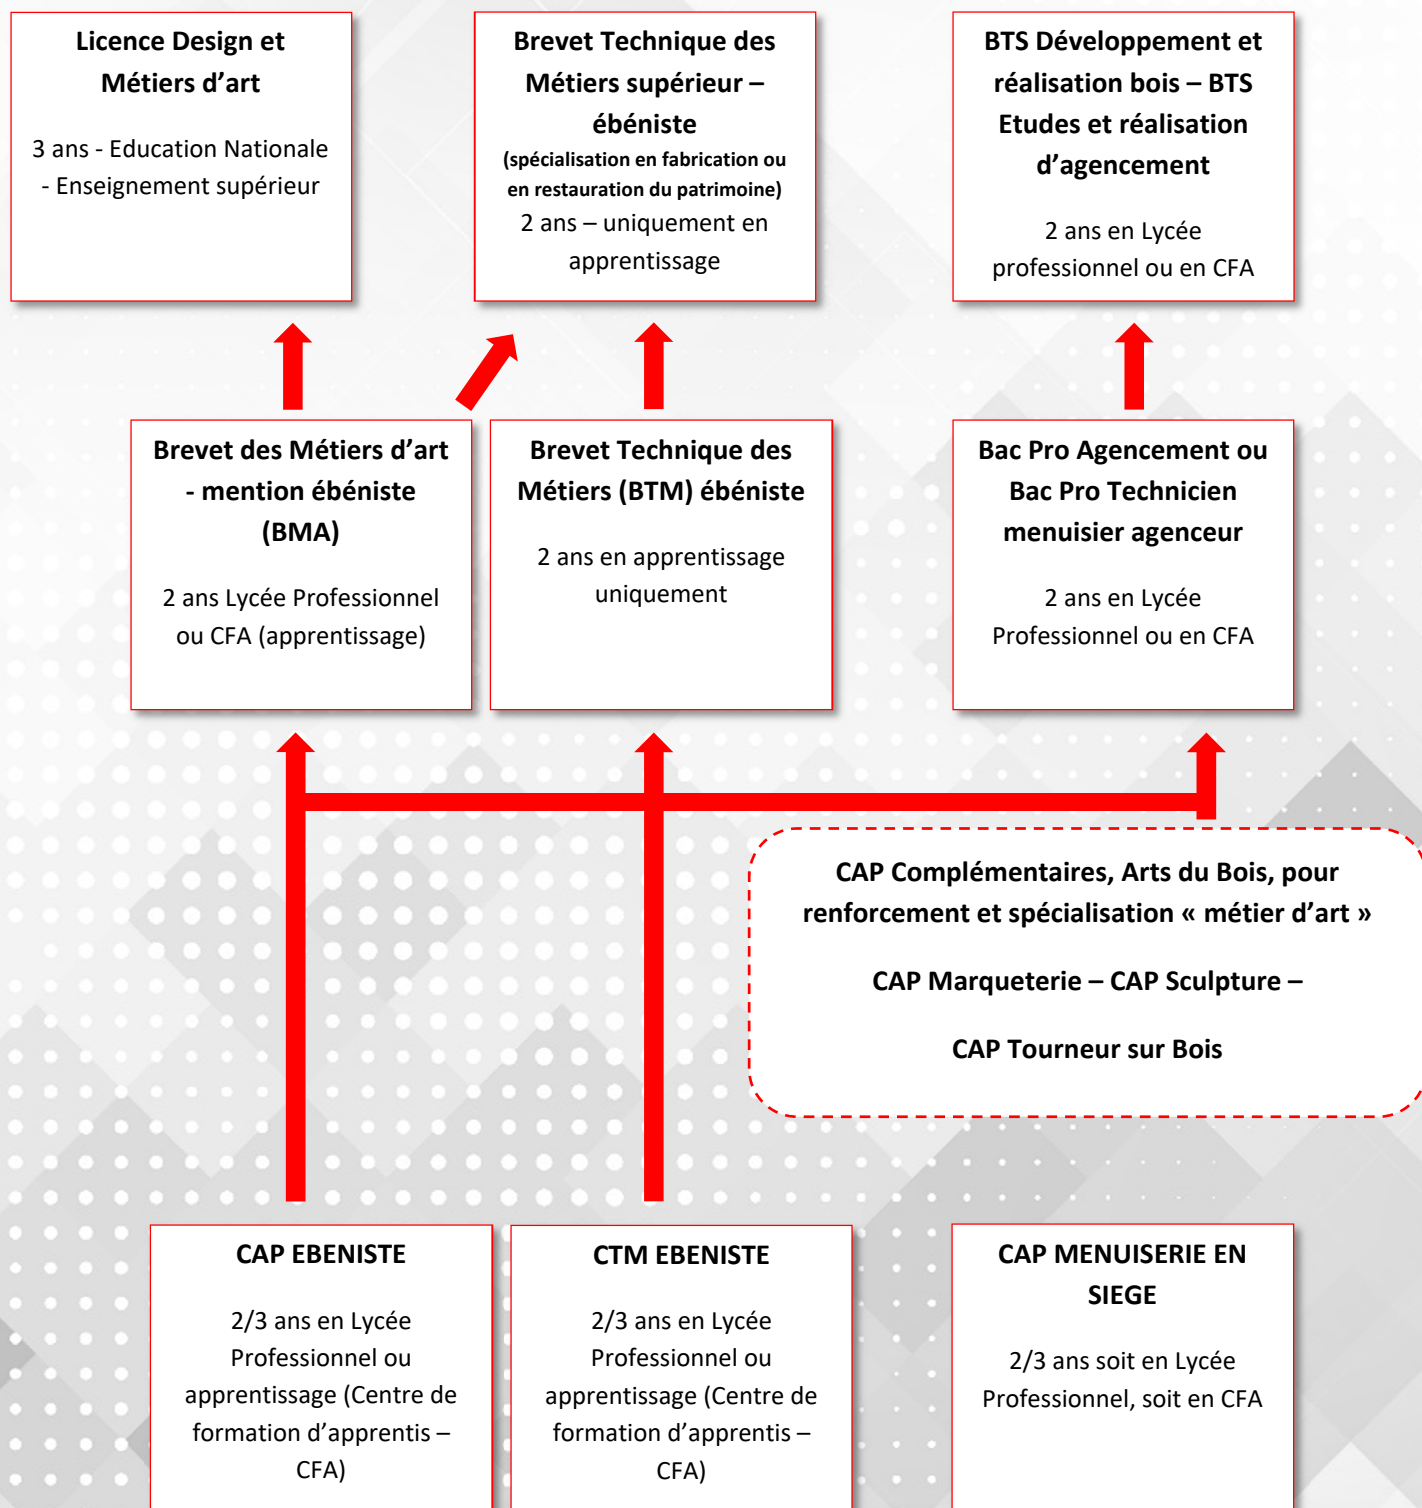 Licence Design et
Métiers d’art
3 ans - Education Nationale
- Enseignement supérieur
Brevet Technique des
Métiers supérieur –
ébéniste
(spécialisation en fabrication ou
en restauration du patrimoine)
2 ans – uniquement en
apprentissage
BTS Développement et
réalisation bois – BTS
Etudes et réalisation
d’agencement
2 ans en Lycée
professionnel ou en CFA
Brevet des Métiers d’art
- mention ébéniste
(BMA)
2 ans Lycée Professionnel
ou CFA (apprentissage)
Brevet Technique des
Métiers (BTM) ébéniste
2 ans en apprentissage
uniquement
Bac Pro Agencement ou
Bac Pro Technicien
menuisier agenceur
2 ans en Lycée
Professionnel ou en CFA
CAP Complémentaires, Arts du Bois, pour
renforcement et spécialisation « métier d’art »
CAP Marqueterie – CAP Sculpture –
CAP Tourneur sur Bois
CAP EBENISTE
2/3 ans en Lycée
Professionnel ou
apprentissage (Centre de
formation d’apprentis –
CFA)
CTM EBENISTE
2/3 ans en Lycée
Professionnel ou
apprentissage (Centre de
formation d’apprentis –
CFA)
CAP MENUISERIE EN
SIEGE
2/3 ans soit en Lycée
Professionnel, soit en CFA